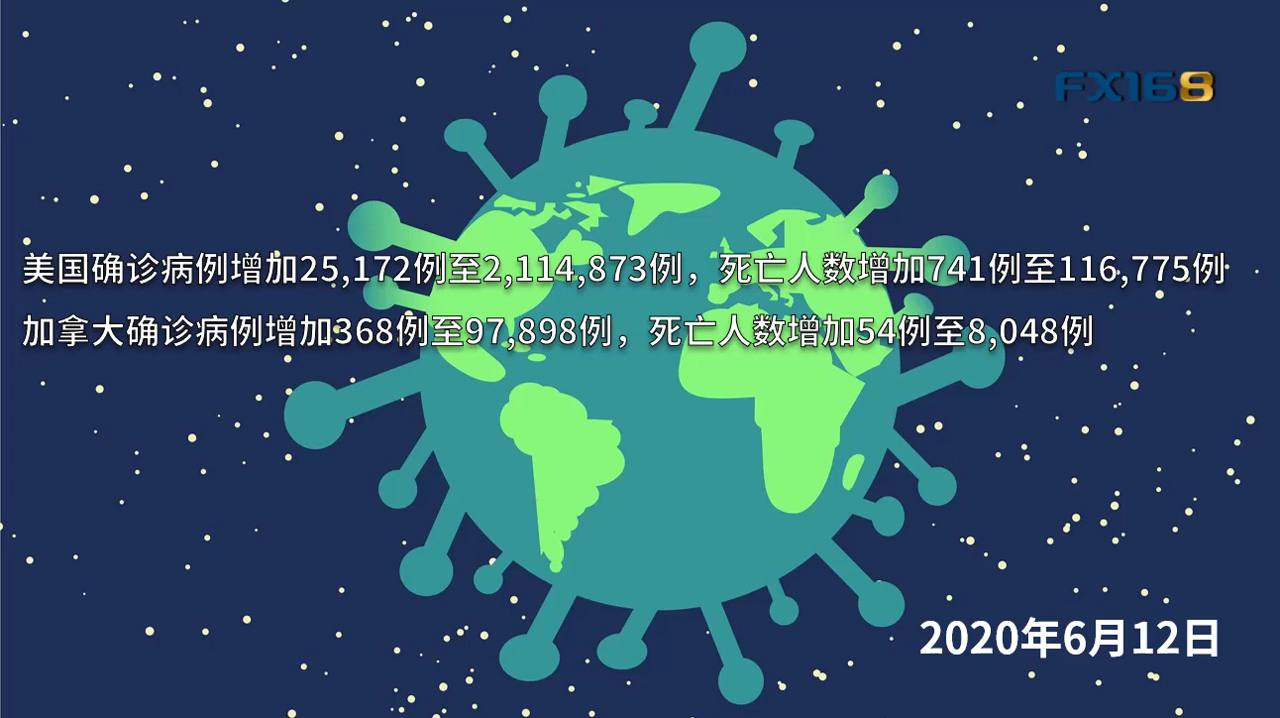 FX168
美国确诊病例增加25,172例至2,114,873例，死亡人数增加741例至116,775例
加拿大确诊病例增加368例至97,898例，死亡人数增加54例至8,048例
2020年6月12日